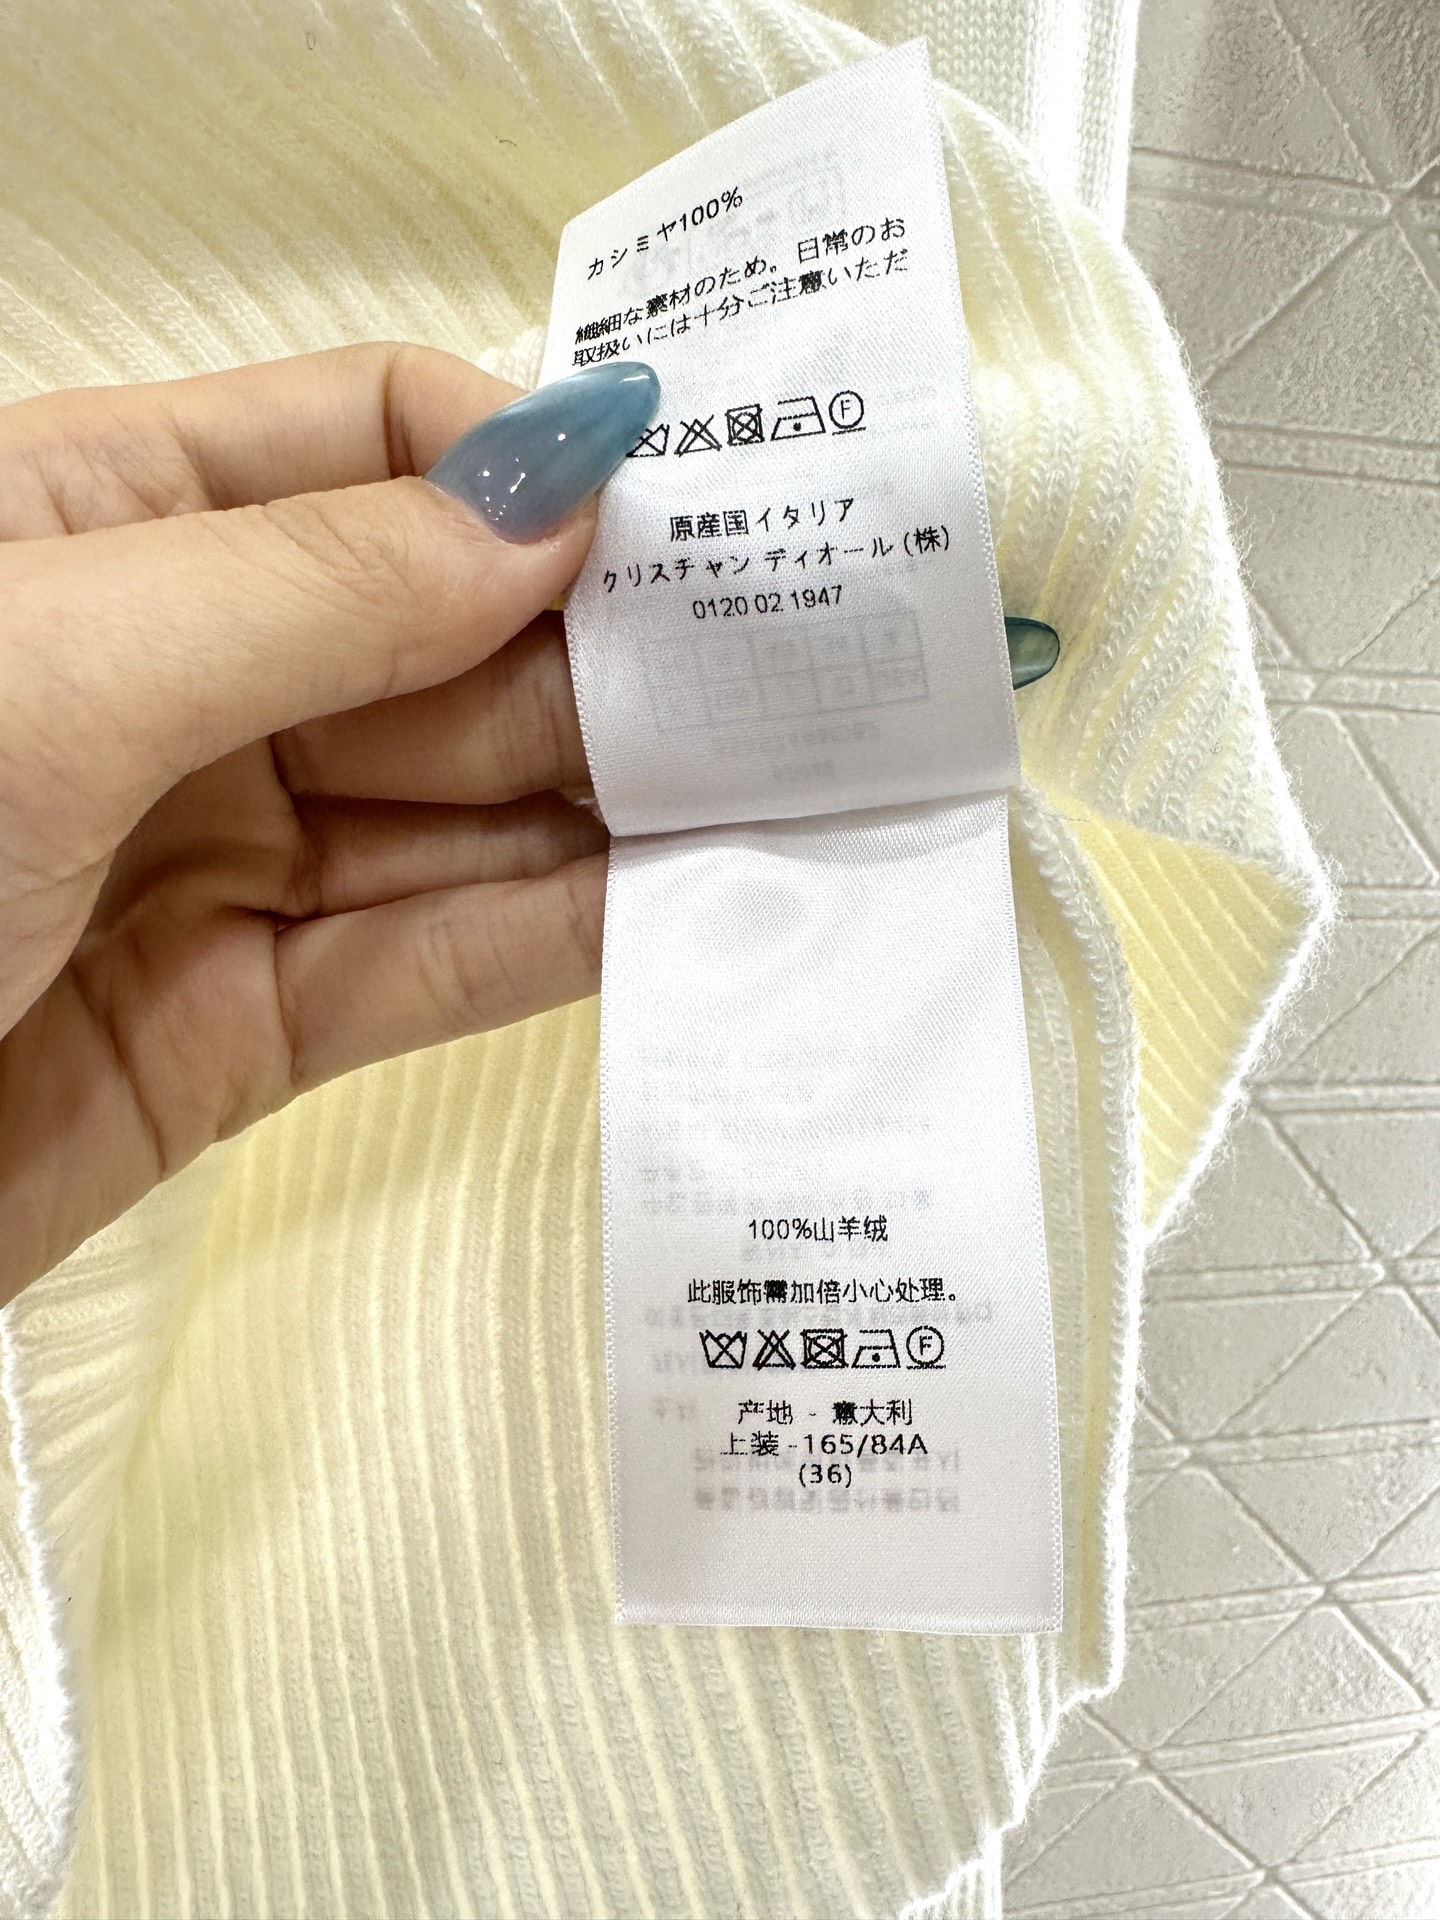 カシミヤ100%
繊細な素材のため。日常のお
取扱いには十分ご注意いただ
F
原産国イタリア
クリスチャン ディオール (株)
0120 02 1947
100%山羊绒
此服饰需加倍小心处理。
F
产地 - 意大利
上装 -165/84A
(36)